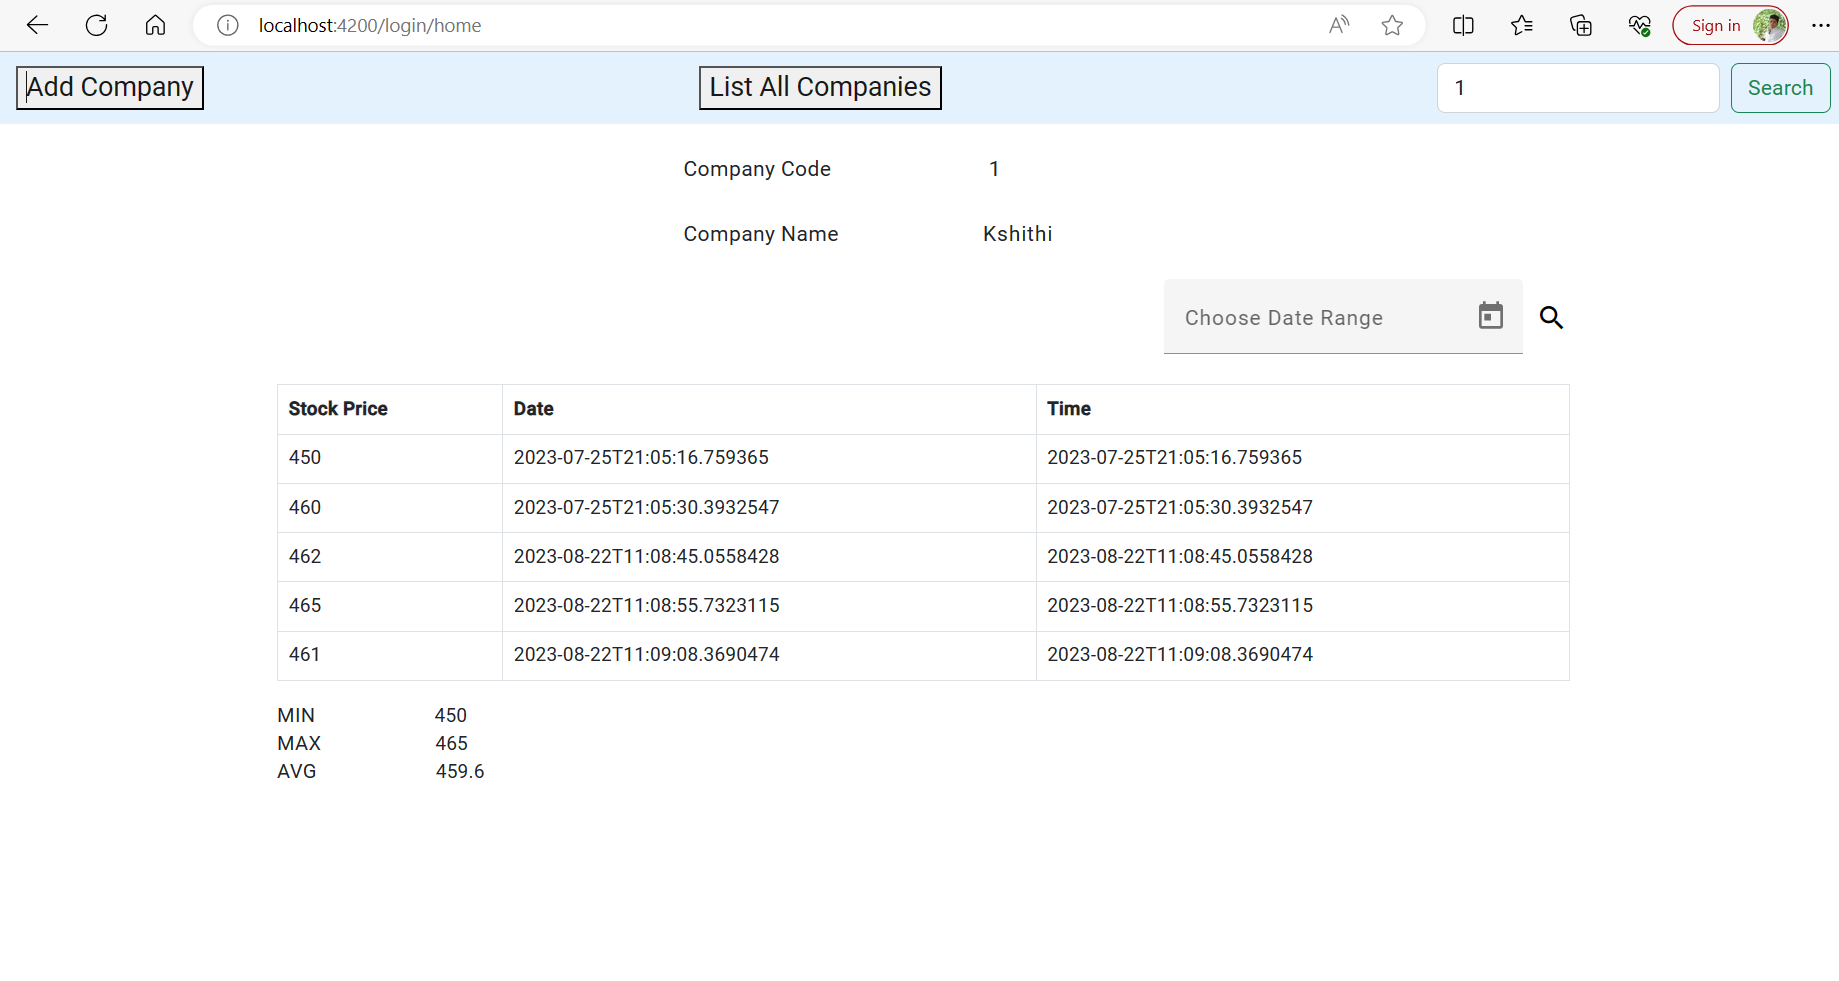 localhost:4200/login/home A Sign in
Add Company List All Companies 1 Search
Company Code 1
Company Name Kshithi
Choose Date Range
Stock Price Date Time
450 2023-07-25T21:05:16.759365 2023-07-25T21:05:16.759365
460 2023-07-25T21:05:30.3932547 2023-07-25T21:05:30.3932547
462 2023-08-22T11:08:45.0558428 2023-08-22T11:08:45.0558428
465 2023-08-22T11:08:55.7323115 2023-08-22T11:08:55.7323115
461 2023-08-22T11:09:08.3690474 2023-08-22T11:09:08.3690474
MIN 450
MAX 465
AVG 459.6